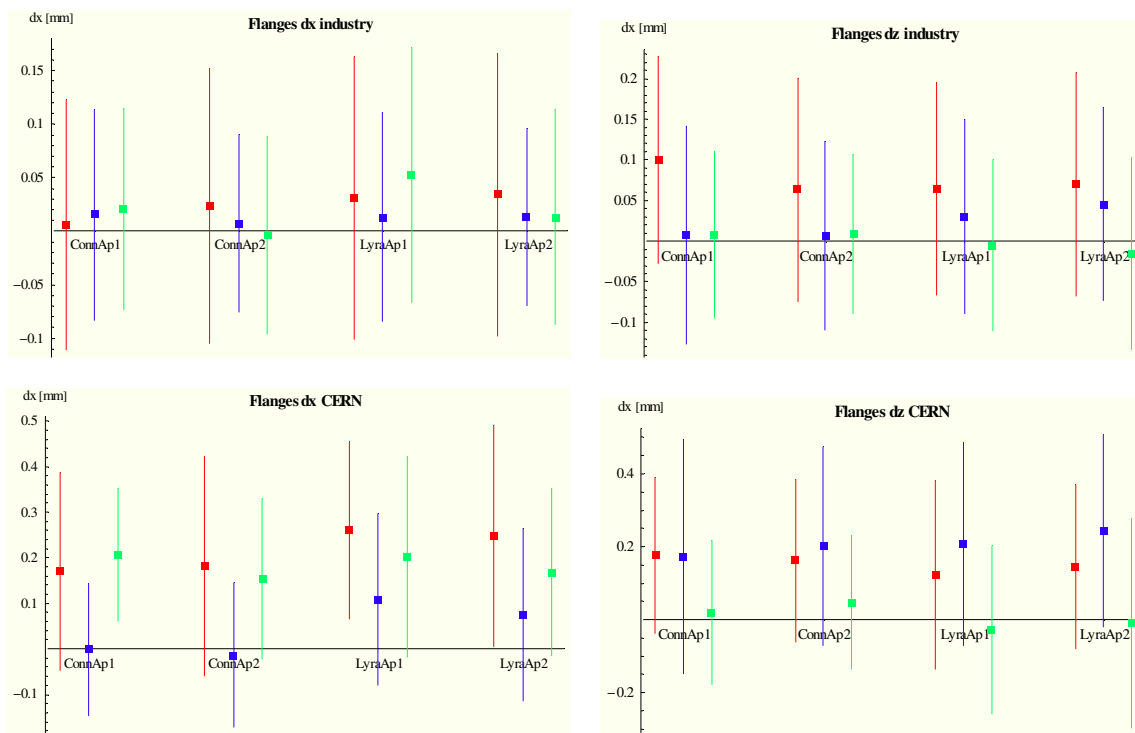 dx [mm]
Flanges dx industry
0.15
0.1
0.05
ConnAp1 ConnAp2 LyraAp1 LyraAp2
−0.05
−0.1
dx [mm]
Flanges dz industry
0.2
0.15
0.1
0.05
ConnAp1 ConnAp2 LyraAp1 LyraAp2
−0.05
−0.1
dx [mm]
Flanges dx CERN
0.5
0.4
0.3
0.2
0.1
ConnAp1 ConnAp2 LyraAp1 LyraAp2
−0.1
dx [mm]
Flanges dz CERN
0.4
0.2
ConnAp1 ConnAp2 LyraAp1 LyraAp2
−0.2